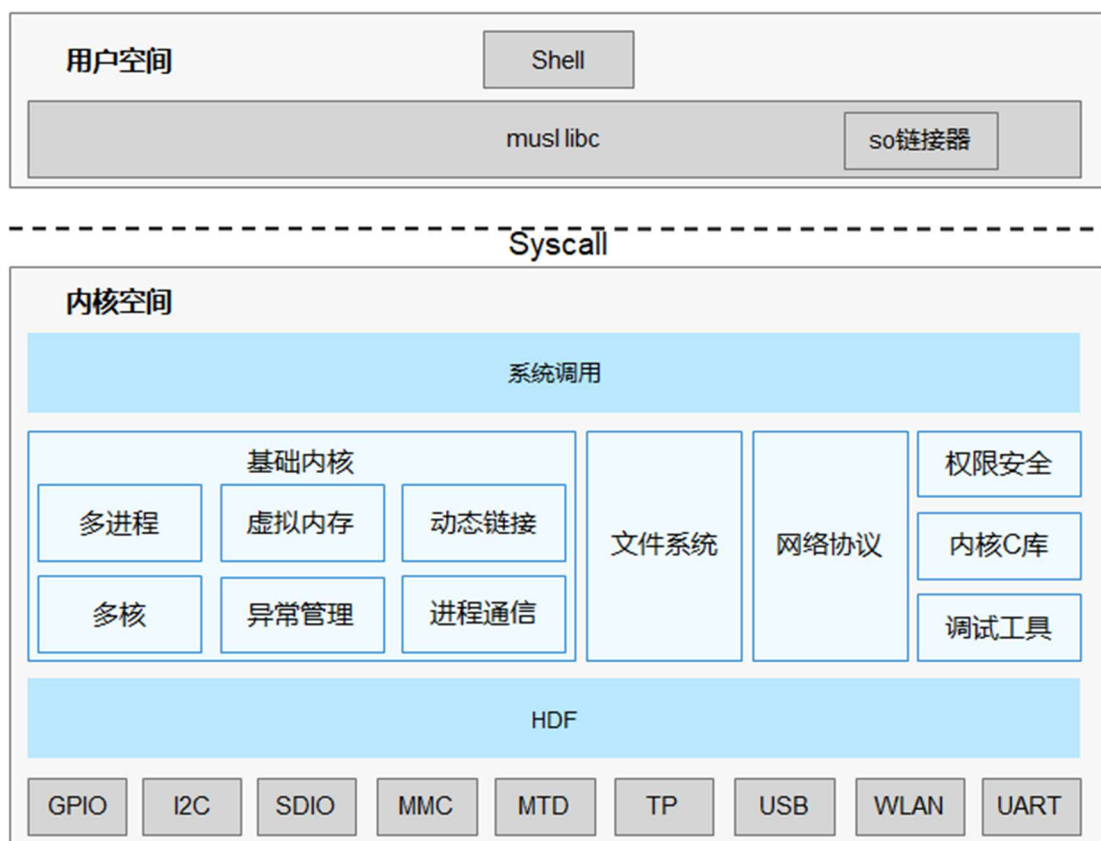 用户空间
Shell
musl libc
so链接器
Syscall
内核空间
系统调用
基础内核
多进程
虚拟内存
动态链接
多核
异常管理
进程通信
文件系统
网络协议
权限安全
内核C库
调试工具
HDF
GPIO
I2C
SDIO
MMC
MTD
TP
USB
WLAN
UART